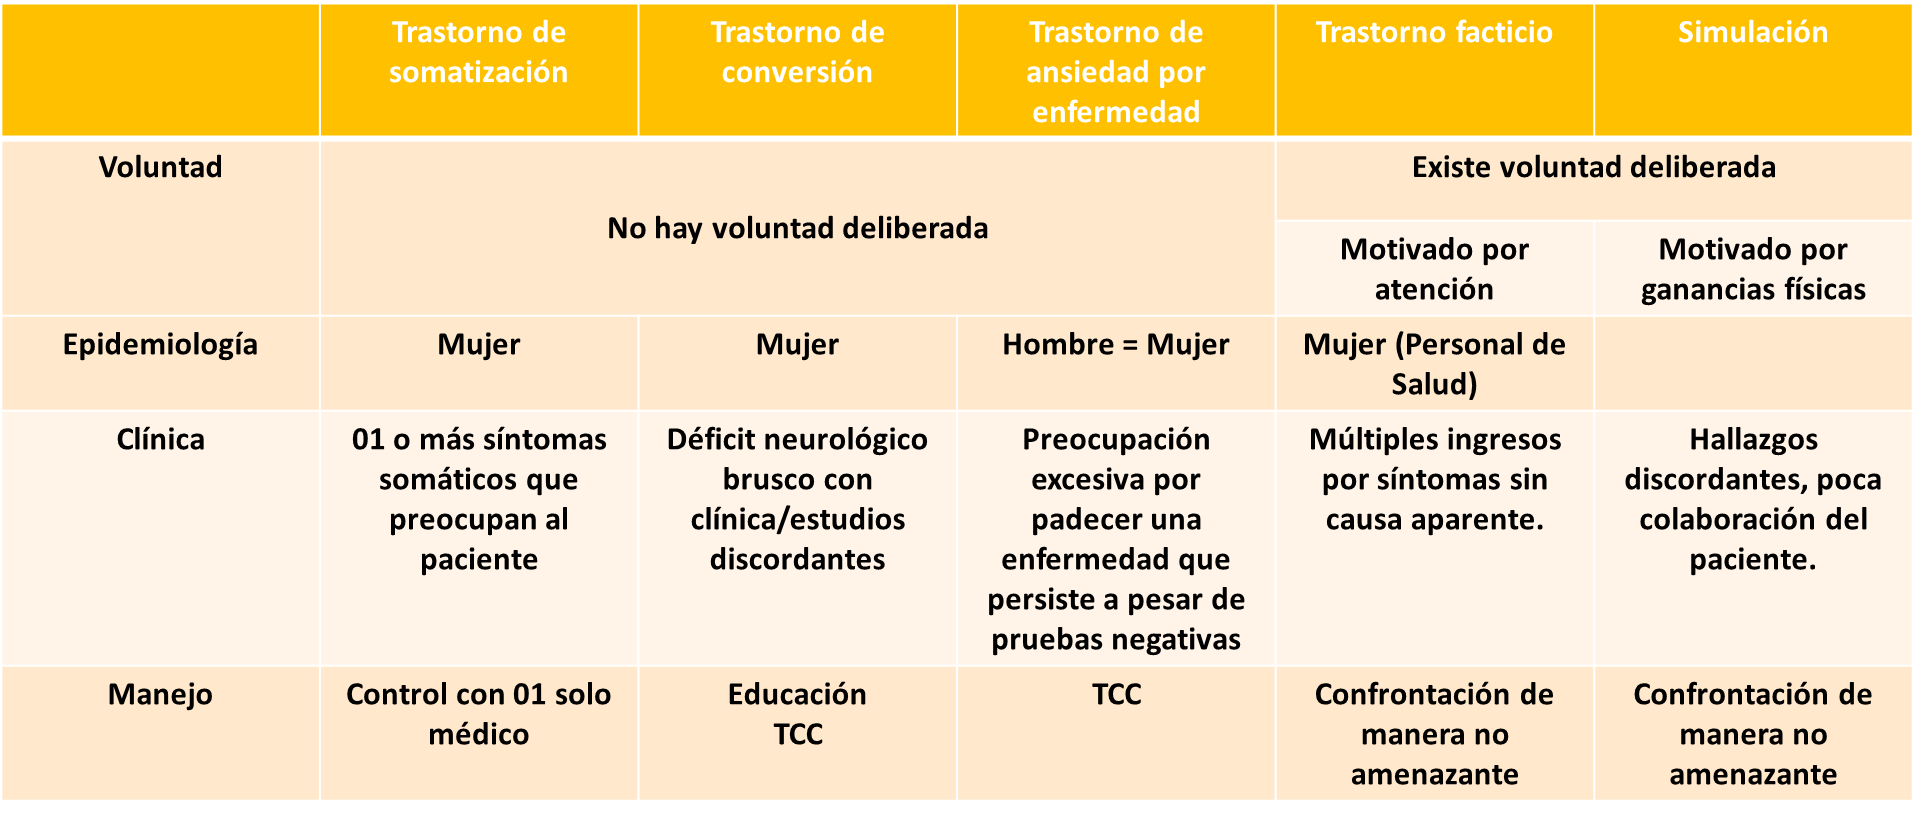 Trastorno de
somatización
Trastorno de
conversión
Trastorno de
ansiedad por
enfermedad
Trastorno facticio
Simulación
Voluntad
No hay voluntad deliberada
Existe voluntad deliberada
Motivado por
atención
Motivado por
ganancias físicas
Epidemiología
Mujer
Mujer
Hombre = Mujer
Mujer (Personal de
Salud)
Clínica
01 o más síntomas
somáticos que
preocupan al
paciente
Déficit neurológico
brusco con
clínica/estudios
discordantes
Preocupación
excesiva por
padecer una
enfermedad que
persiste a pesar de
pruebas negativas
Múltiples ingresos
por síntomas sin
causa aparente.
Hallazgos
discordantes, poca
colaboración del
paciente.
Manejo
Control con 01 solo
médico
Educación
TCC
TCC
Confrontación de
manera no
amenazante
Confrontación de
manera no
amenazante